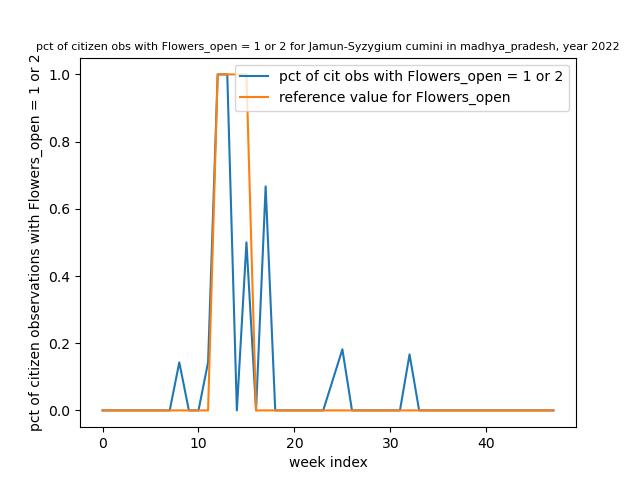 pct of citizen obs with Flowers_open = 1 or 2 for Jamun-Syzygium cumini in madhya_pradesh, year 2022
pct of citizen observations with Flowers_open = 1 or 2
1.0
0.8
0.6
0.4
0.2
0.0
pct of cit obs with Flowers_open = 1 or 2
reference value for Flowers_open
0 10 20 30 40
week index